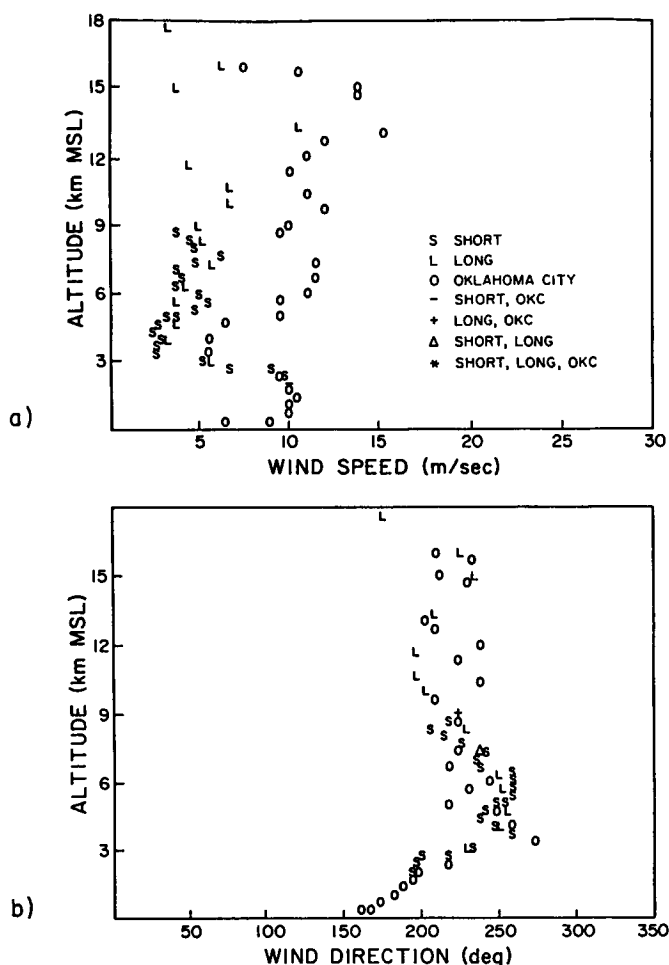 18
15
12
9
6
3
ALTITUDE (km MSL)
S SHORT
L LONG
O OKLAHOMA CITY
– SHORT, OKC
+ LONG, OKC
Δ SHORT, LONG
* SHORT, LONG, OKC
a)
5 10 15 20 25 30
WIND SPEED (m/sec)
15
12
9
6
3
ALTITUDE (km MSL)
b)
50 100 150 200 250 300 350
WIND DIRECTION (deg)